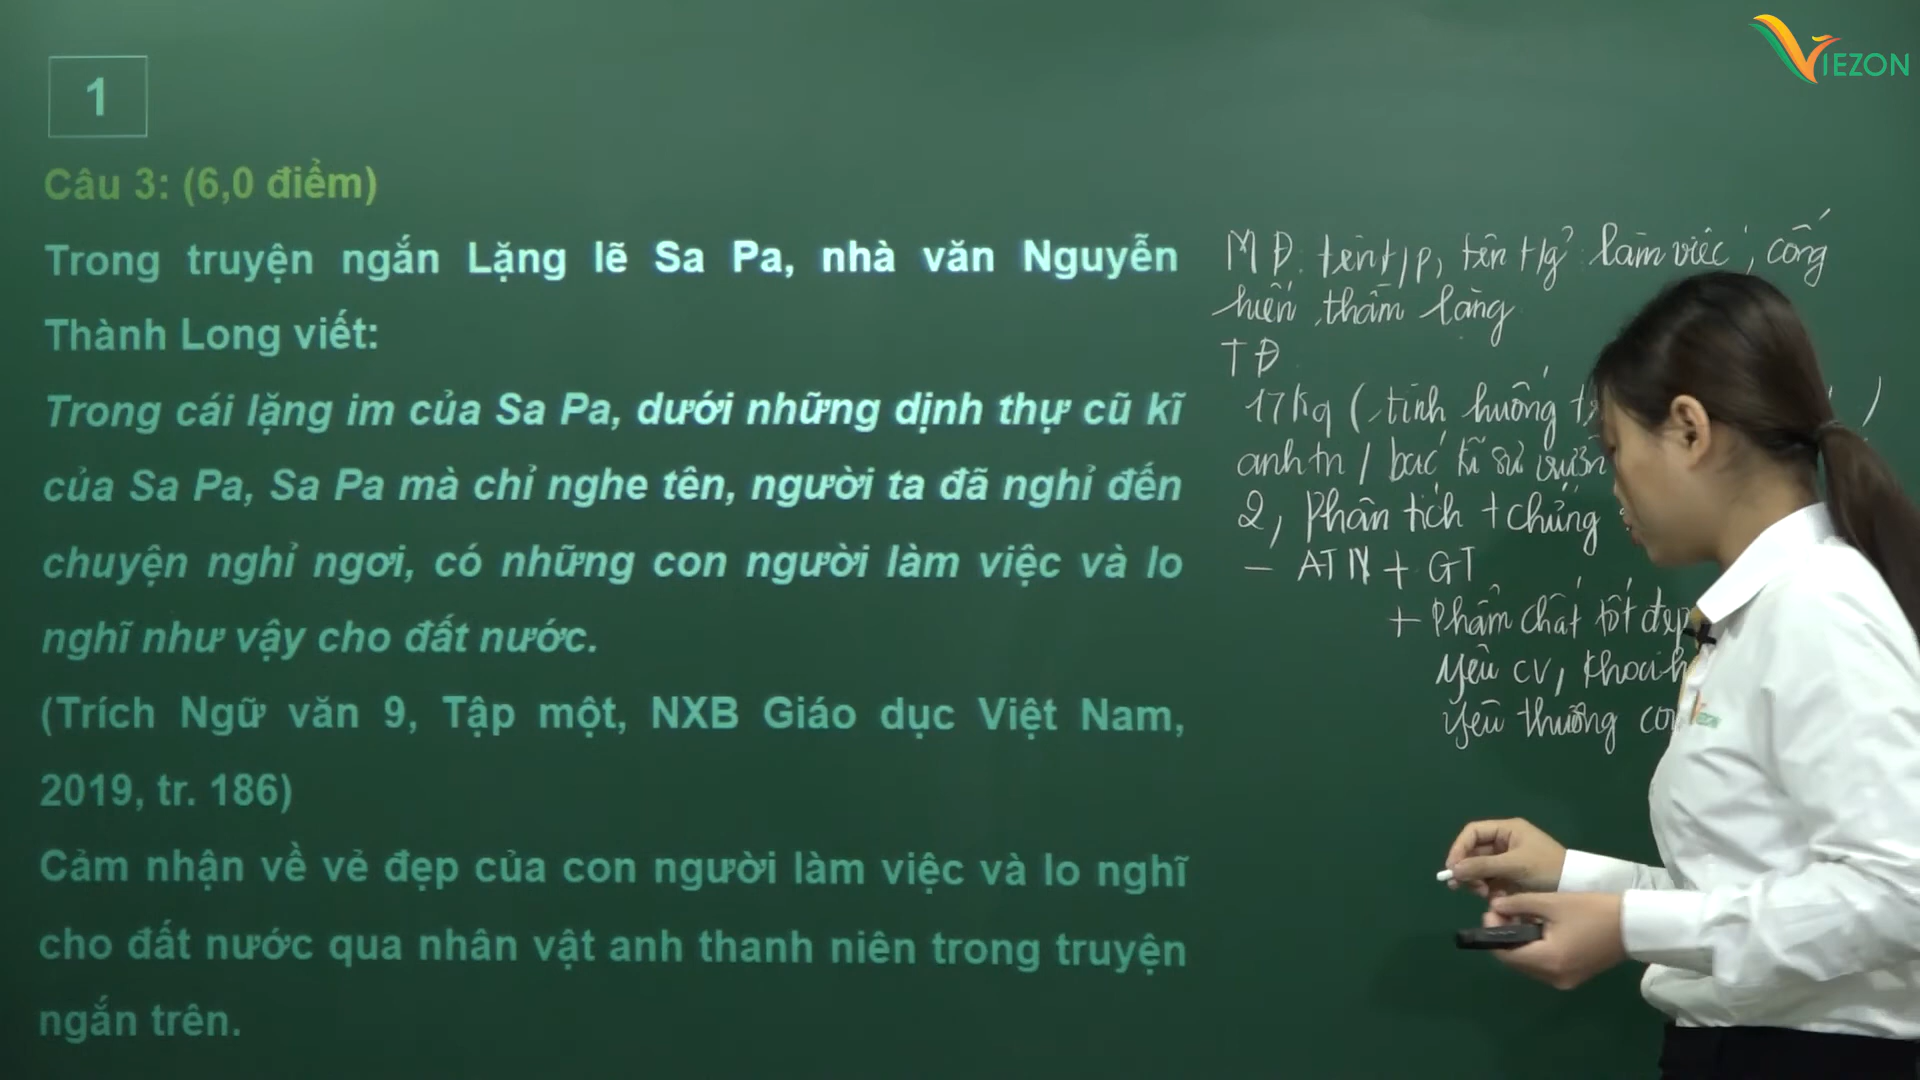 VIEZON
1
Câu 3: (6,0 điểm)
Trong truyện ngắn Lặng lẽ Sa Pa, nhà văn Nguyễn
Thành Long viết:
Trong cái lặng im của Sa Pa, dưới những dịnh thự cũ kĩ
của Sa Pa, Sa Pa mà chỉ nghe tên, người ta đã nghỉ đến
chuyện nghỉ ngơi, có những con người làm việc và lo
nghĩ như vậy cho đất nước.
(Trích Ngữ văn 9, Tập một, NXB Giáo dục Việt Nam,
2019, tr. 186)
Cảm nhận về vẻ đẹp của con người làm việc và lo nghĩ
cho đất nước qua nhân vật anh thanh niên trong truyện
ngắn trên.
MĐ: tên t/p, tên t/g: làm việc, cống
hiến thầm lặng
TĐ
1, Kq (tình huống
anh tn / bác kĩ sư vườn
2, Phân tích + chứng
- ATN + GT
+ Phẩm chất tốt đẹp
yêu cv,
yêu thương